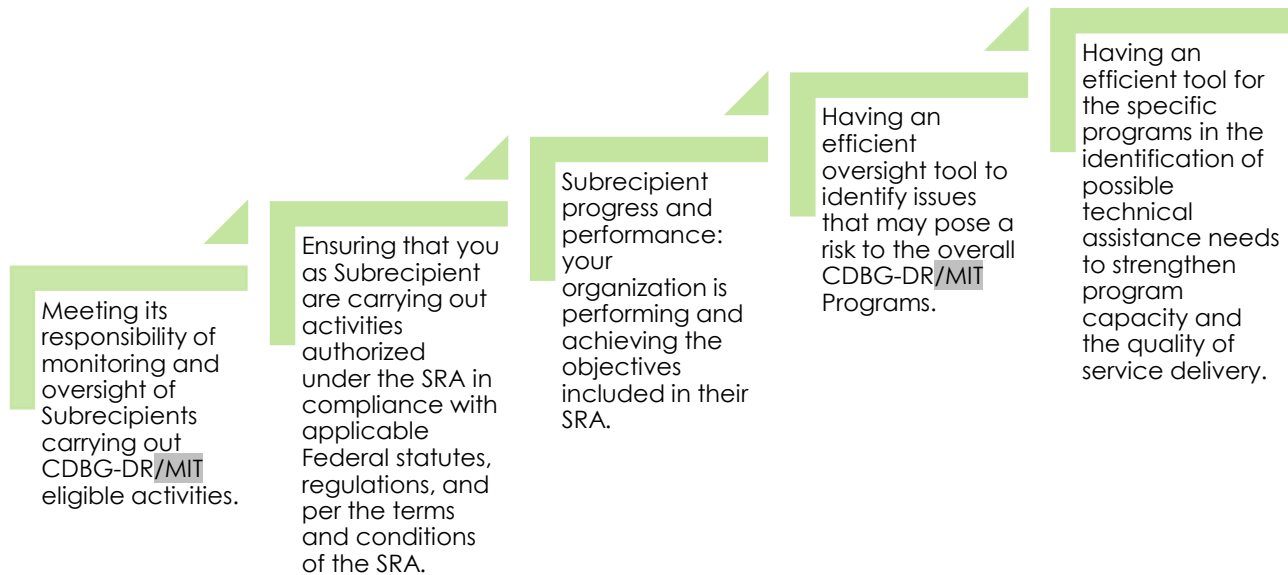 Meeting its
responsibility of
monitoring and
oversight of
Subrecipients
carrying out
CDBG-DR/MIT
eligible activities.
Ensuring that you
as Subrecipient
are carrying out
activities
authorized
under the SRA in
compliance with
applicable
Federal statutes,
regulations, and
per the terms
and conditions
of the SRA.
Subrecipient
progress and
performance:
your
organization is
performing and
achieving the
objectives
included in their
SRA.
Having an
efficient
oversight tool to
identify issues
that may pose a
risk to the overall
CDBG-DR/MIT
Programs.
Having an
efficient tool for
the specific
programs in the
identification of
possible
technical
assistance needs
to strengthen
program
capacity and
the quality of
service delivery.